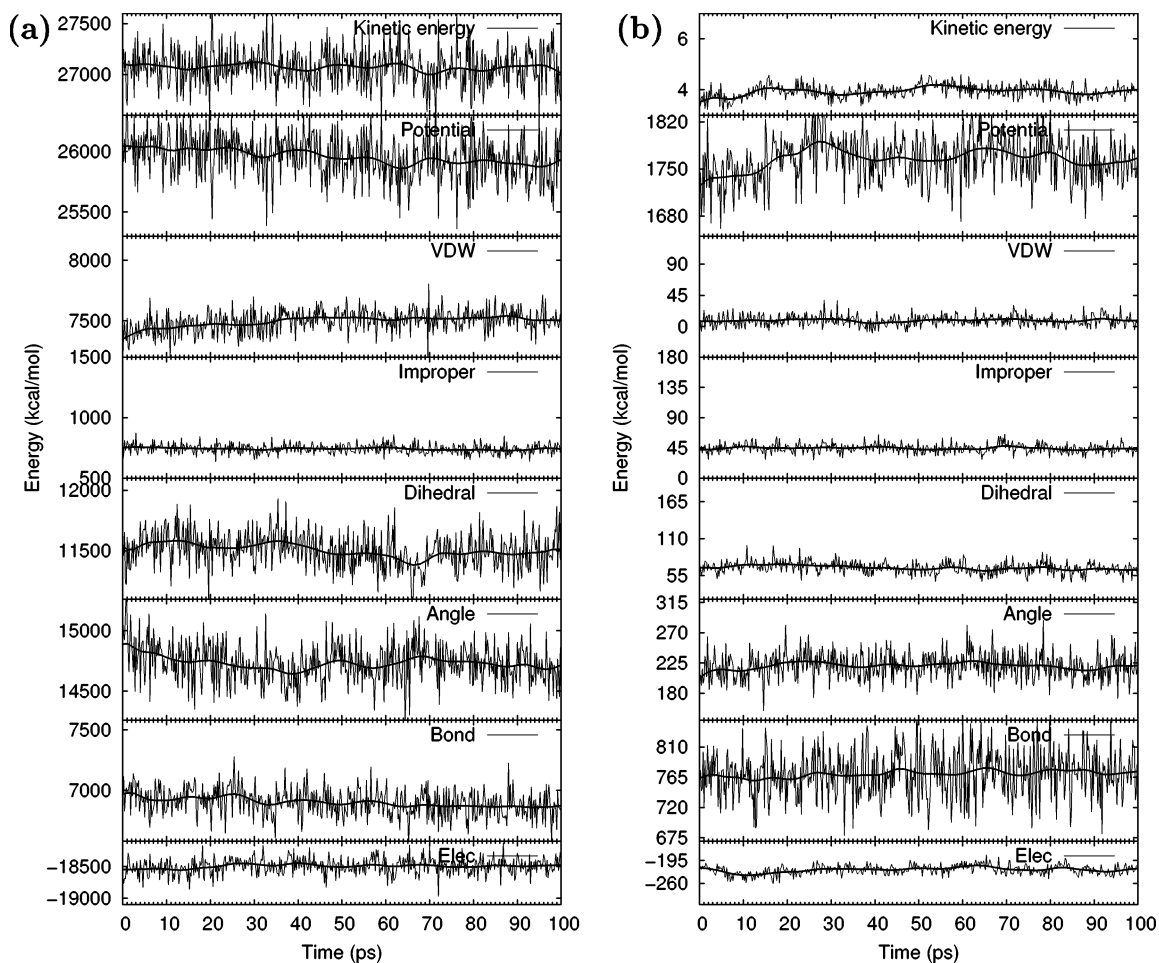 (a)
Energy (kcal/mol)
27500
Kinetic energy
27000
Potential
26000
25500
VDW
8000
7500
1500
Improper
1000
500
12000
Dihedral
11500
Angle
15000
14500
7500
Bond
7000
Elec
−18500
−19000
0 10 20 30 40 50 60 70 80 90 100
Time (ps)
(b)
Energy (kcal/mol)
Kinetic energy
6
4
1820
Potential
1750
1680
VDW
90
45
0
180
Improper
135
90
45
0
Dihedral
165
110
55
315
Angle
270
225
180
Bond
810
765
720
675
Elec
−195
−260
0 10 20 30 40 50 60 70 80 90 100
Time (ps)